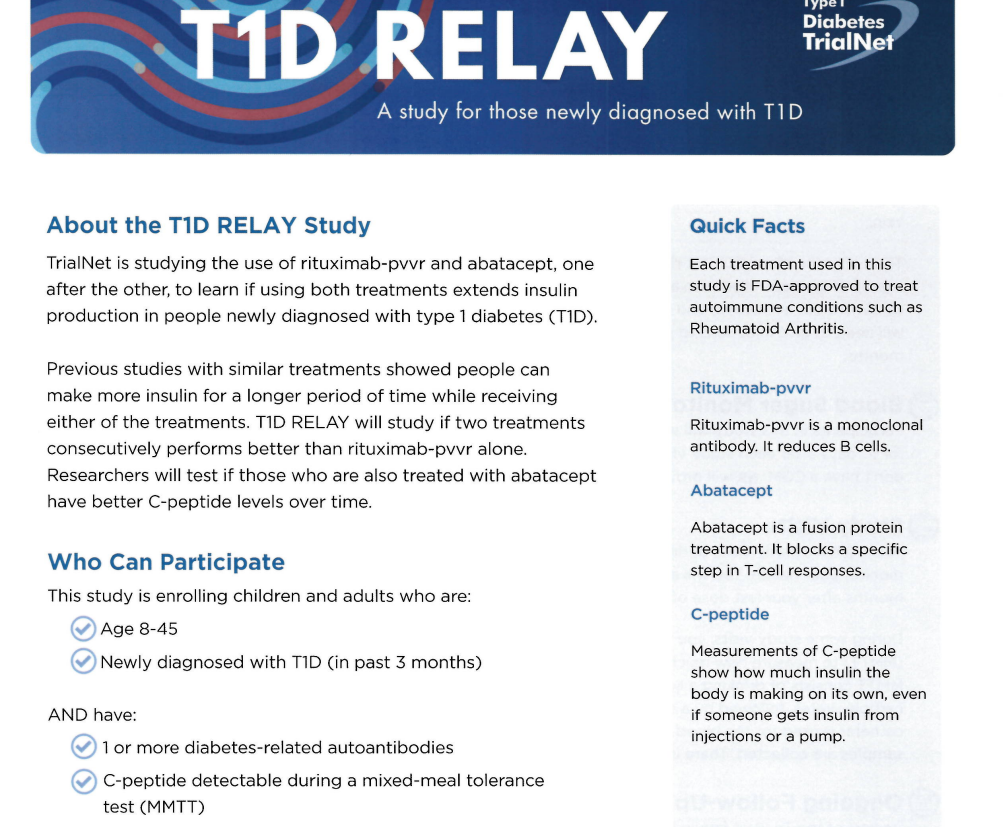 T1D RELAY
Type 1
Diabetes
TrialNet
A study for those newly diagnosed with T1D
About the T1D RELAY Study
TrialNet is studying the use of rituximab-pvvr and abatacept, one
after the other, to learn if using both treatments extends insulin
production in people newly diagnosed with type 1 diabetes (T1D).
Previous studies with similar treatments showed people can
make more insulin for a longer period of time while receiving
either of the treatments. T1D RELAY will study if two treatments
consecutively performs better than rituximab-pvvr alone.
Researchers will test if those who are also treated with abatacept
have better C-peptide levels over time.
Who Can Participate
This study is enrolling children and adults who are:
Age 8-45
Newly diagnosed with T1D (in past 3 months)
AND have:
1 or more diabetes-related autoantibodies
C-peptide detectable during a mixed-meal tolerance
test (MMTT)
Quick Facts
Each treatment used in this
study is FDA-approved to treat
autoimmune conditions such as
Rheumatoid Arthritis.
Rituximab-pvvr
Rituximab-pvvr is a monoclonal
antibody. It reduces B cells.
Abatacept
Abatacept is a fusion protein
treatment. It blocks a specific
step in T-cell responses.
C-peptide
Measurements of C-peptide
show how much insulin the
body is making on its own, even
if someone gets insulin from
injections or a pump.